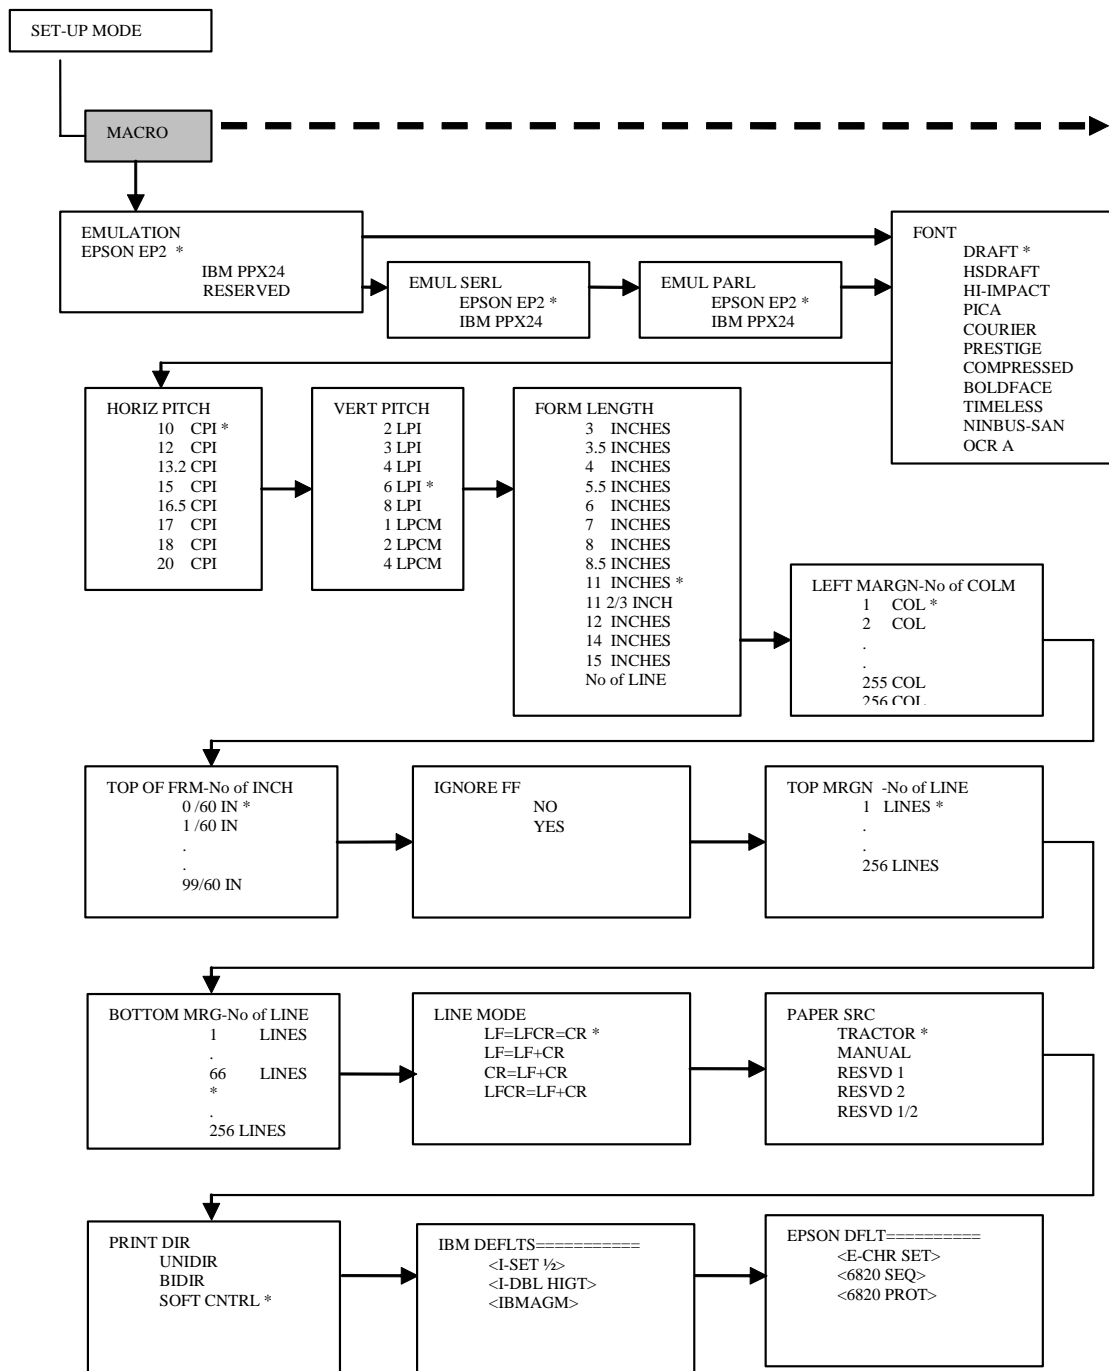 SET-UP MODE
MACRO
EMULATION
EPSON EP2 *
IBM PPX24
RESERVED
EMUL SERL
EPSON EP2 *
IBM PPX24
EMUL PARL
EPSON EP2 *
IBM PPX24
FONT
DRAFT *
HSDRAFT
HI-IMPACT
PICA
COURIER
PRESTIGE
COMPRESSED
BOLDFACE
TIMELESS
NINBUS-SAN
OCR A
HORIZ PITCH
10 CPI *
12 CPI
13.2 CPI
15 CPI
16.5 CPI
17 CPI
18 CPI
20 CPI
VERT PITCH
2 LPI
3 LPI
4 LPI
6 LPI *
8 LPI
1 LPCM
2 LPCM
4 LPCM
FORM LENGTH
3 INCHES
3.5 INCHES
4 INCHES
5.5 INCHES
6 INCHES
7 INCHES
8 INCHES
8.5 INCHES
11 INCHES *
11 2/3 INCH
12 INCHES
14 INCHES
15 INCHES
No of LINE
LEFT MARGN-No of COLM
1 COL *
2 COL
.
.
255 COL
256 COL
TOP OF FRM-No of INCH
0 /60 IN *
1 /60 IN
.
.
99/60 IN
IGNORE FF
NO
YES
TOP MRGN -No of LINE
1 LINES *
.
.
256 LINES
BOTTOM MRG-No of LINE
1 LINES
.
66 LINES
*
.
256 LINES
LINE MODE
LF=LFCR=CR *
LF=LF+CR
CR=LF+CR
LFCR=LF+CR
PAPER SRC
TRACTOR *
MANUAL
RESVD 1
RESVD 2
RESVD 1/2
PRINT DIR
UNIDIR
BIDIR
SOFT CNTRL *
IBM DEFLTS===========
<I-SET ½>
<I-DBL HIGT>
<IBMAGM>
EPSON DFLT==========
<E-CHR SET>
<6820 SEQ>
<6820 PROT>